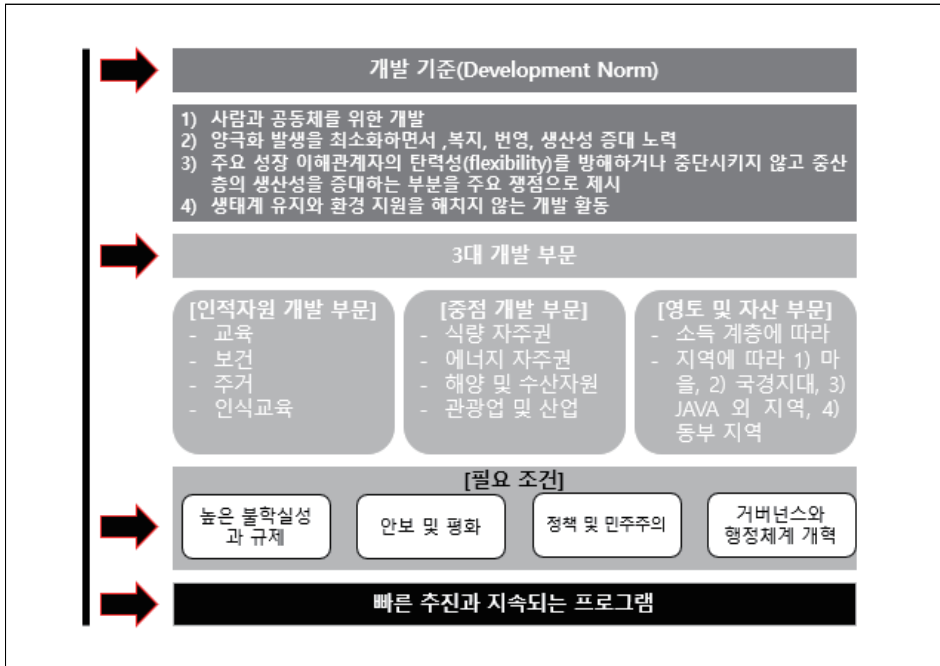 개발 기준(Development Norm)
1) 사람과 공동체를 위한 개발
2) 양극화 발생을 최소화하면서 ,복지, 번영, 생산성 증대 노력
3) 주요 성장 이해관계자의 탄력성(flexibility)를 방해하거나 중단시키지 않고 중산
층의 생산성을 증대하는 부분을 주요 쟁점으로 제시
4) 생태계 유지와 환경 지원을 해치지 않는 개발 활동
3대 개발 부문
[인적자원 개발 부문]
- 교육
- 보건
- 주거
- 인식교육
[중점 개발 부문]
- 식량 자주권
- 에너지 자주권
- 해양 및 수산자원
- 관광업 및 산업
[영토 및 자산 부문]
- 소득 계층에 따라
- 지역에 따라 1) 마
을, 2) 국경지대, 3)
JAVA 외 지역, 4)
동부 지역
[필요 조건]
높은 불학실성
과 규제
안보 및 평화
정책 및 민주주의
거버넌스와
행정체계 개혁
빠른 추진과 지속되는 프로그램